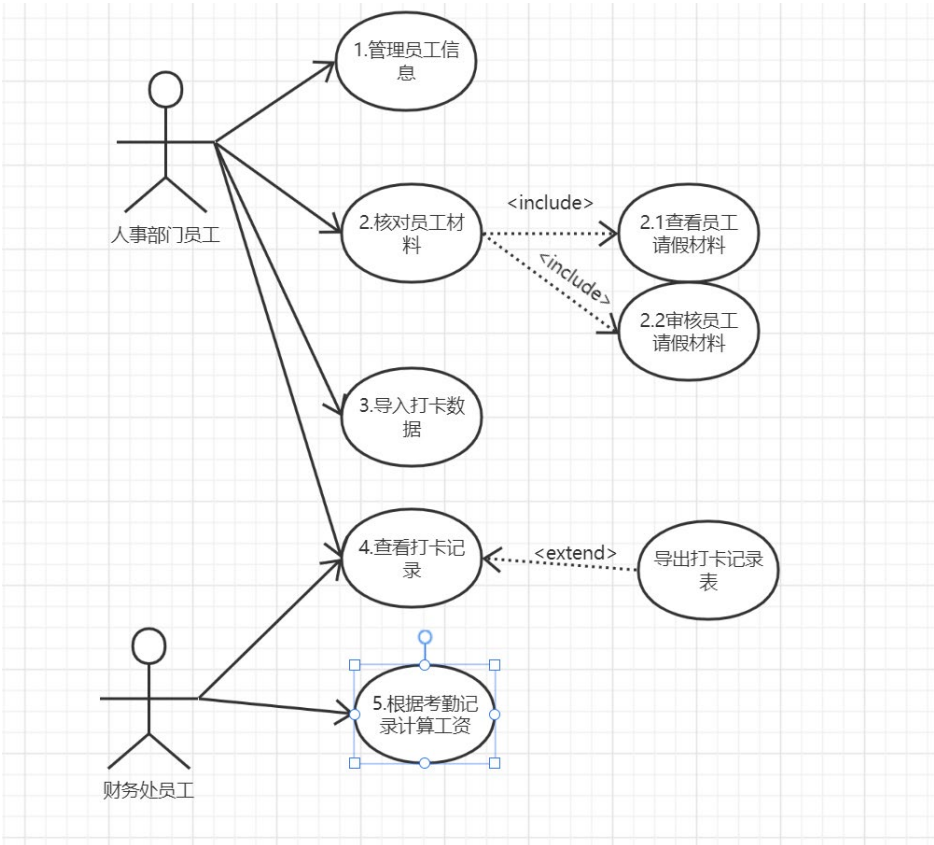 1.管理员工信
息
人事部门员工
2.核对员工材
料
<include>
<include>
2.1查看员工
请假材料
2.2审核员工
请假材料
3.导入打卡数
据
4.查看打卡记
录
<extend>
导出打卡记录
表
5.根据考勤记
录计算工资
财务处员工